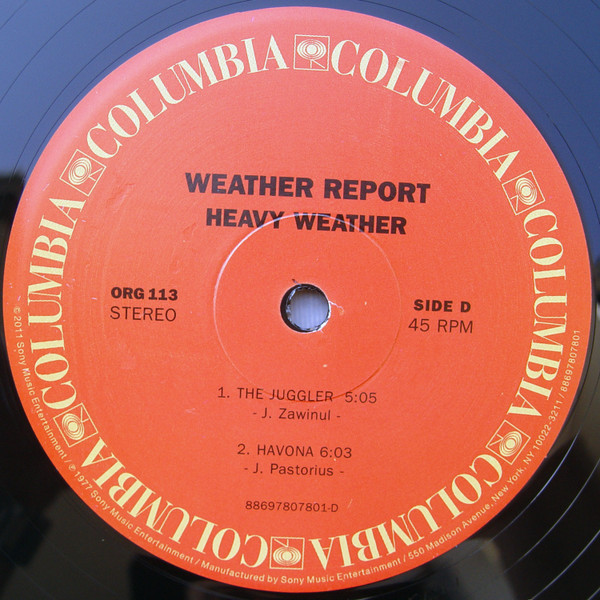 COLUMBIA COLUMBIA COLUMBIA COLUMBIA COLUMBIA COLUMBIA
WEATHER REPORT
HEAVY WEATHER
ORG 113
STEREO
SIDE D
45 RPM
1. THE JUGGLER 5:05
- J. Zawinul -
2. HAVONA 6:03
- J. Pastorius -
88697807801-D
© 2011 Sony Music Entertainment / ℗ 1977 Sony Music Entertainment / Manufactured by Sony Music Entertainment / 550 Madison Avenue, New York, NY 10022-3211 / 88697807801